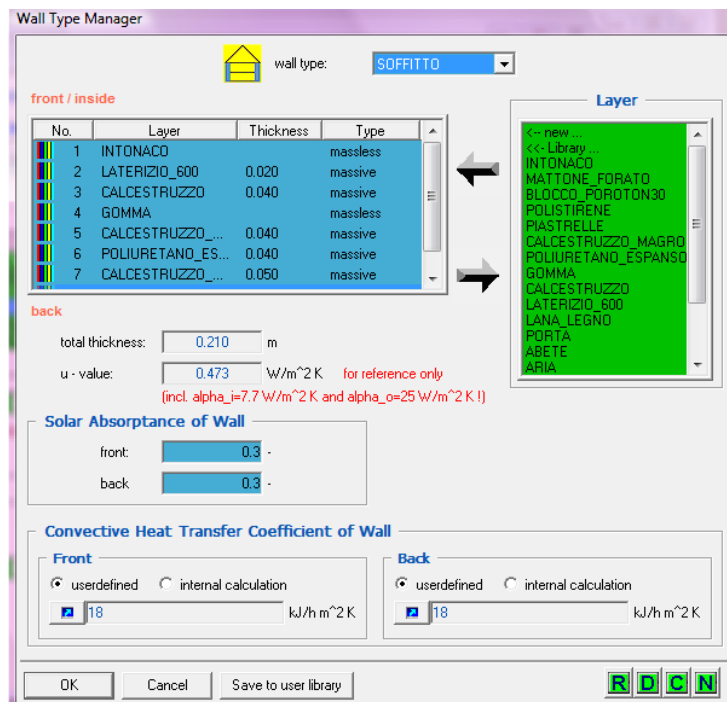 Wall Type Manager
wall type: SOFFITTO
front / inside
No. Layer Thickness Type
1 INTONACO massless
2 LATERIZIO_600 0.020 massive
3 CALCESTRUZZO 0.040 massive
4 GOMMA massless
5 CALCESTRUZZO_... 0.040 massive
6 POLIURETANO_ES... 0.040 massive
7 CALCESTRUZZO_... 0.050 massive
Layer
<-- new ...
<<- Library ...
INTONACO
MATTONE_FORATO
BLOCCO_POROTON30
POLISTIRENE
PIASTRELLE
CALCESTRUZZO_MAGRO
POLIURETANO_ESPANSO
GOMMA
CALCESTRUZZO
LATERIZIO_600
LANA_LEGNO
PORTA
ABETE
ARIA
back
total thickness: 0.210 m
u - value: 0.473 W/m^2 K for reference only
(incl. alpha_i=7.7 W/m^2 K and alpha_o=25 W/m^2 K !)
Solar Absorptance of Wall
front: 0.3 -
back 0.3 -
Convective Heat Transfer Coefficient of Wall
Front
userdefined internal calculation
18 kJ/h m^2 K
Back
userdefined internal calculation
18 kJ/h m^2 K
OK Cancel Save to user library R D C N